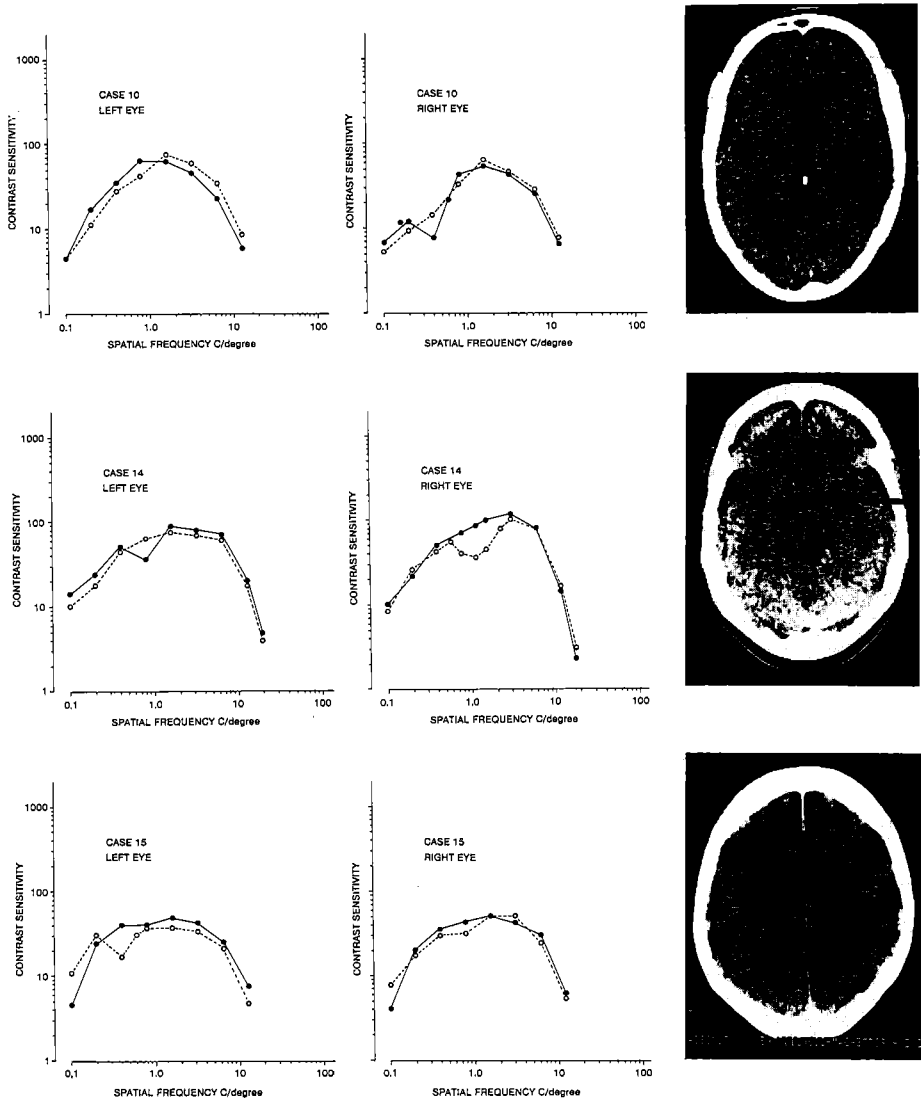 1000
CASE 10
LEFT EYE
CONTRAST SENSITIVITY
100
10
1
0.1 1.0 10 100
SPATIAL FREQUENCY C/degree
CASE 10
RIGHT EYE
CONTRAST SENSITIVITY
0.1 1.0 10 100
SPATIAL FREQUENCY C/degree
1000
CASE 14
LEFT EYE
CONTRAST SENSITIVITY
100
10
1
0.1 1.0 10 100
SPATIAL FREQUENCY C/degree
CASE 14
RIGHT EYE
CONTRAST SENSITIVITY
0.1 1.0 10 100
SPATIAL FREQUENCY C/degree
1000
CASE 15
LEFT EYE
CONTRAST SENSITIVITY
100
10
1
0.1 1.0 10 100
SPATIAL FREQUENCY C/degree
CASE 15
RIGHT EYE
CONTRAST SENSITIVITY
0.1 1.0 10 100
SPATIAL FREQUENCY C/degree